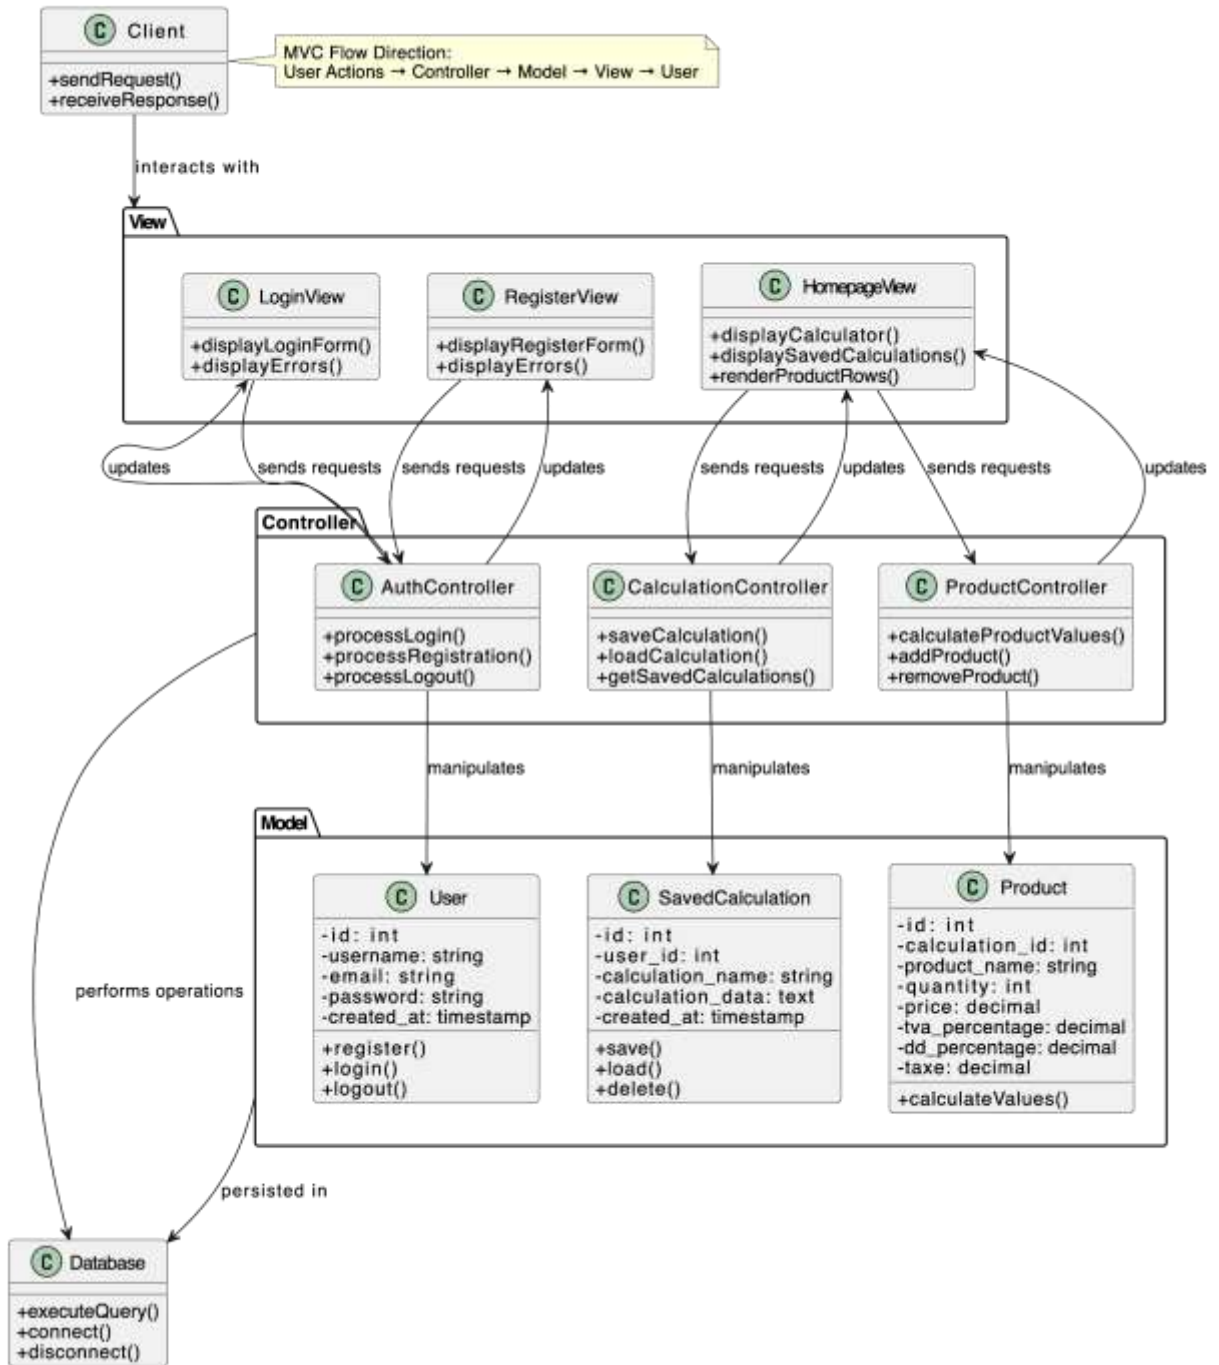 C Client
+sendRequest()
+receiveResponse()
MVC Flow Direction:
User Actions → Controller → Model → View → User
interacts with
View
C LoginView
+displayLoginForm()
+displayErrors()
C RegisterView
+displayRegisterForm()
+displayErrors()
C HomepageView
+displayCalculator()
+displaySavedCalculations()
+renderProductRows()
updates
sends requests
sends requests
updates
sends requests
updates
sends requests
updates
Controller
C AuthController
+processLogin()
+processRegistration()
+processLogout()
C CalculationController
+saveCalculation()
+loadCalculation()
+getSavedCalculations()
C ProductController
+calculateProductValues()
+addProduct()
+removeProduct()
manipulates
manipulates
manipulates
Model
C User
-id: int
-username: string
-email: string
-password: string
-created_at: timestamp
+register()
+login()
+logout()
C SavedCalculation
-id: int
-user_id: int
-calculation_name: string
-calculation_data: text
-created_at: timestamp
+save()
+load()
+delete()
C Product
-id: int
-calculation_id: int
-product_name: string
-quantity: int
-price: decimal
-tva_percentage: decimal
-dd_percentage: decimal
-taxe: decimal
+calculateValues()
performs operations
persisted in
C Database
+executeQuery()
+connect()
+disconnect()